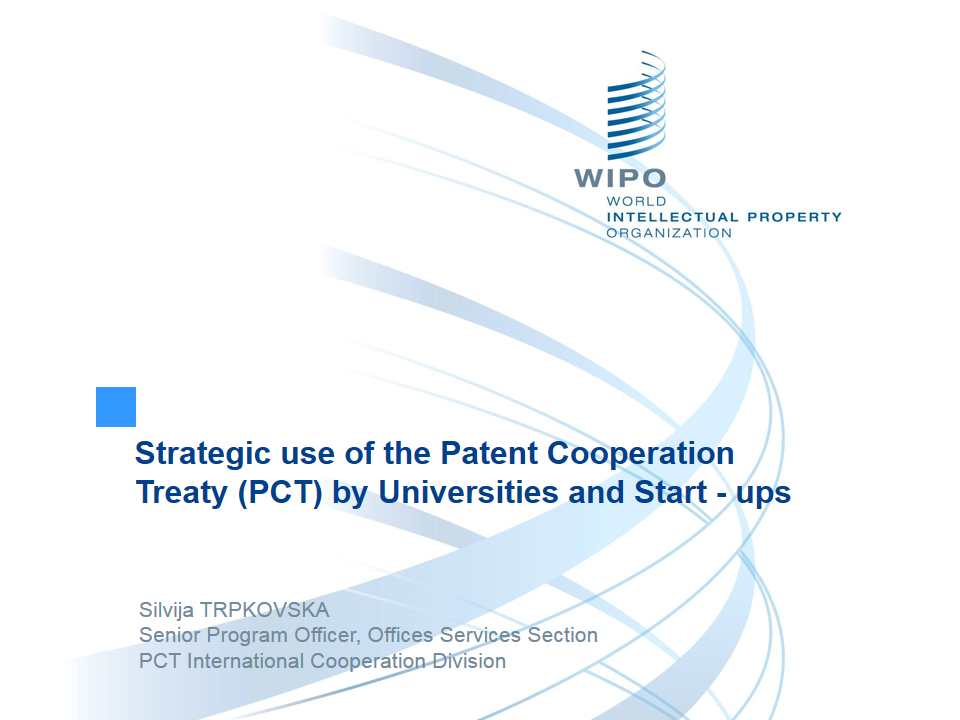 WIPO
WORLD
INTELLECTUAL PROPERTY
ORGANIZATION
Strategic use of the Patent Cooperation
Treaty (PCT) by Universities and Start - ups
Silvija TRPKOVSKA
Senior Program Officer, Offices Services Section
PCT International Cooperation Division